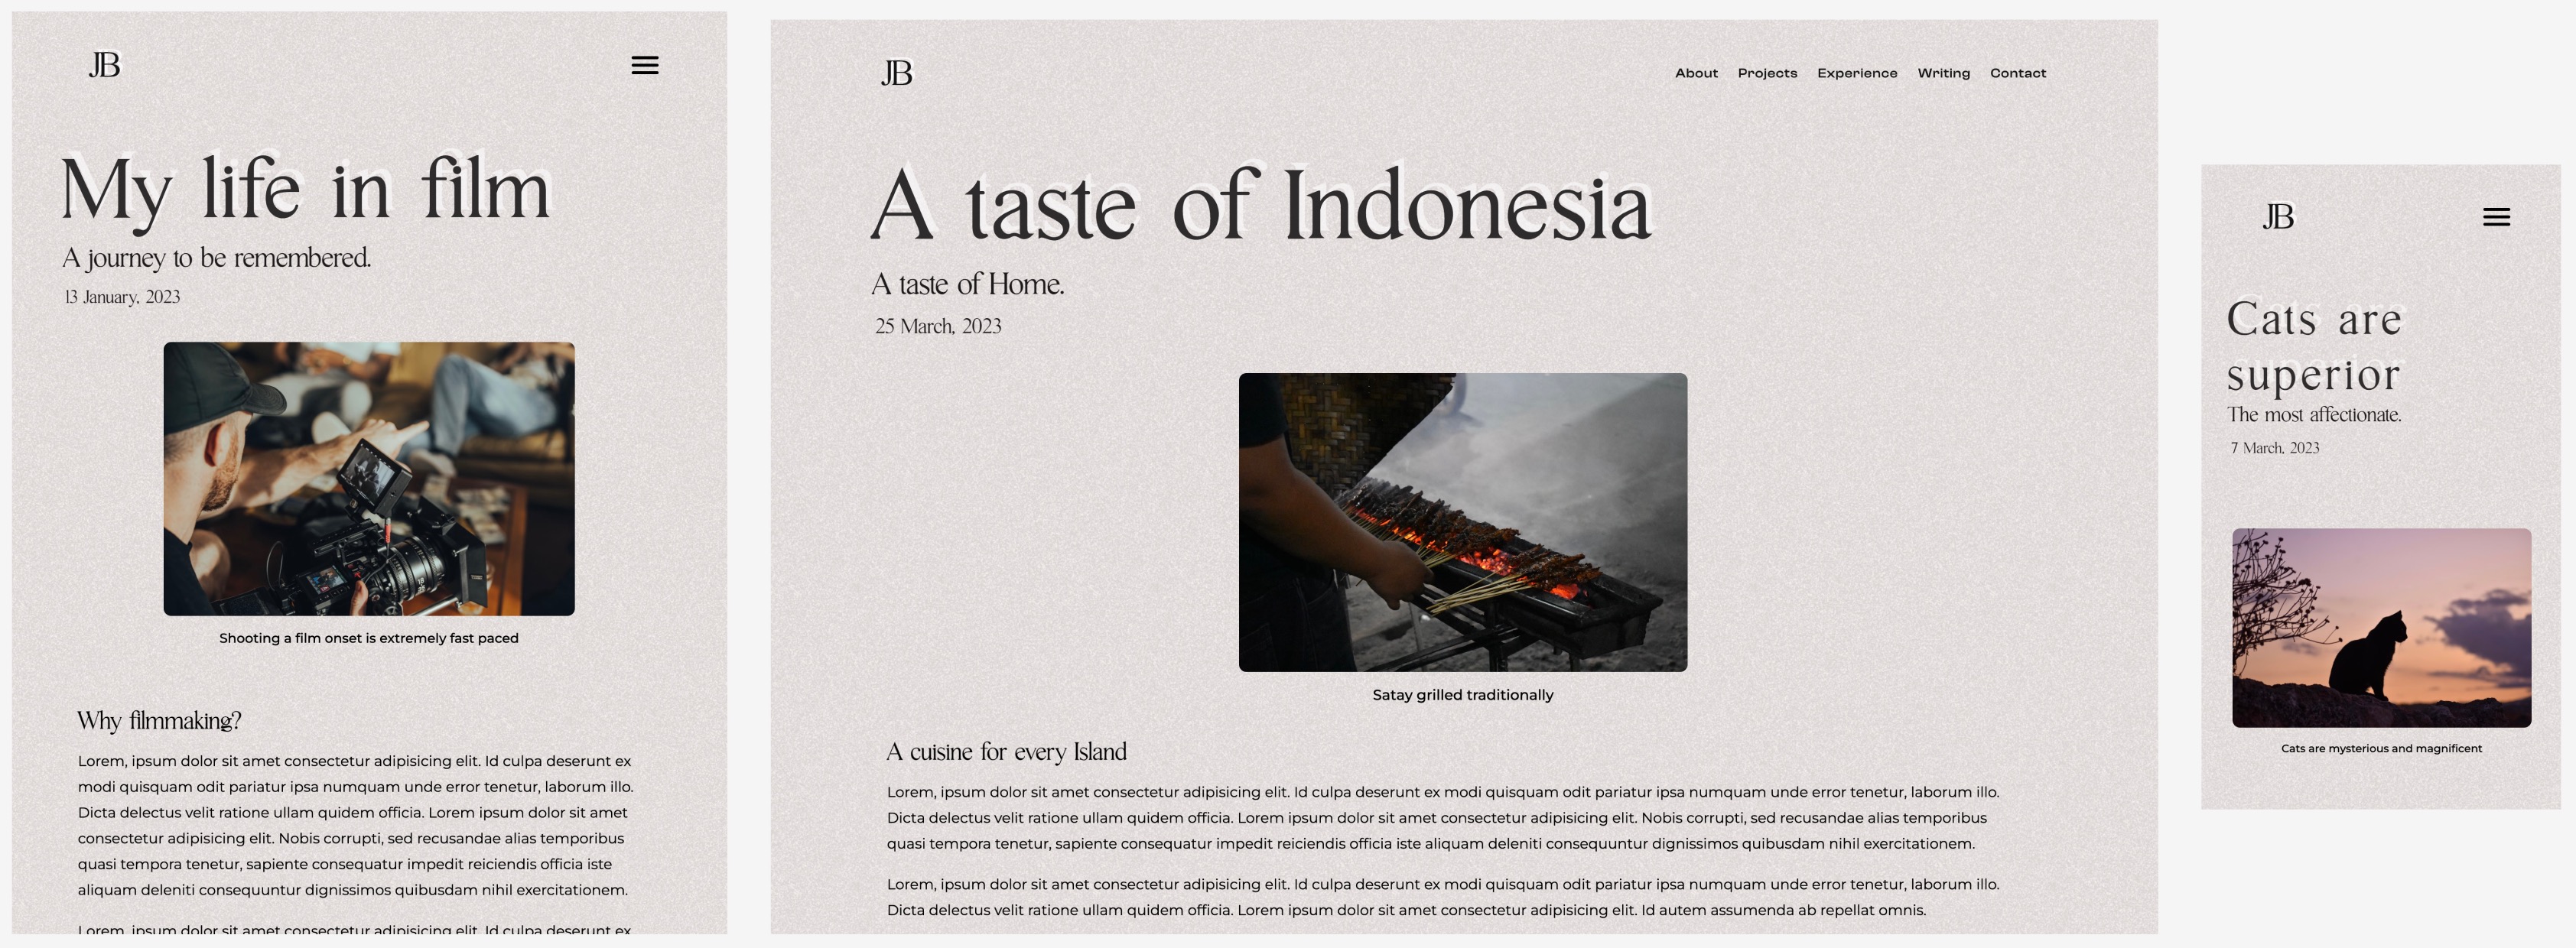 JB
My life in film
A journey to be remembered.
13 January, 2023
Shooting a film onset is extremely fast paced
Why filmmaking?
Lorem, ipsum dolor sit amet consectetur adipisicing elit. Id culpa deserunt ex
modi quisquam odit pariatur ipsa numquam unde error tenetur, laborum illo.
Dicta delectus velit ratione ullam quidem officia. Lorem ipsum dolor sit amet
consectetur adipisicing elit. Nobis corrupti, sed recusandae alias temporibus
quasi tempora tenetur, sapiente consequatur impedit reiciendis officia iste
aliquam deleniti consequuntur dignissimos quibusdam nihil exercitationem.
Lorem, ipsum dolor sit amet consectetur adipisicing elit. Id culpa deserunt ex
JB
About Projects Experience Writing Contact
A taste of Indonesia
A taste of Home.
25 March, 2023
Satay grilled traditionally
A cuisine for every Island
Lorem, ipsum dolor sit amet consectetur adipisicing elit. Id culpa deserunt ex modi quisquam odit pariatur ipsa numquam unde error tenetur, laborum illo.
Dicta delectus velit ratione ullam quidem officia. Lorem ipsum dolor sit amet consectetur adipisicing elit. Nobis corrupti, sed recusandae alias temporibus
quasi tempora tenetur, sapiente consequatur impedit reiciendis officia iste aliquam deleniti consequuntur dignissimos quibusdam nihil exercitationem.
Lorem, ipsum dolor sit amet consectetur adipisicing elit. Id culpa deserunt ex modi quisquam odit pariatur ipsa numquam unde error tenetur, laborum illo.
Dicta delectus velit ratione ullam quidem officia. Lorem ipsum dolor sit amet consectetur adipisicing elit. Id autem assumenda ab repellat omnis.
JB
Cats are
superior
The most affectionate.
7 March, 2023
Cats are mysterious and magnificent